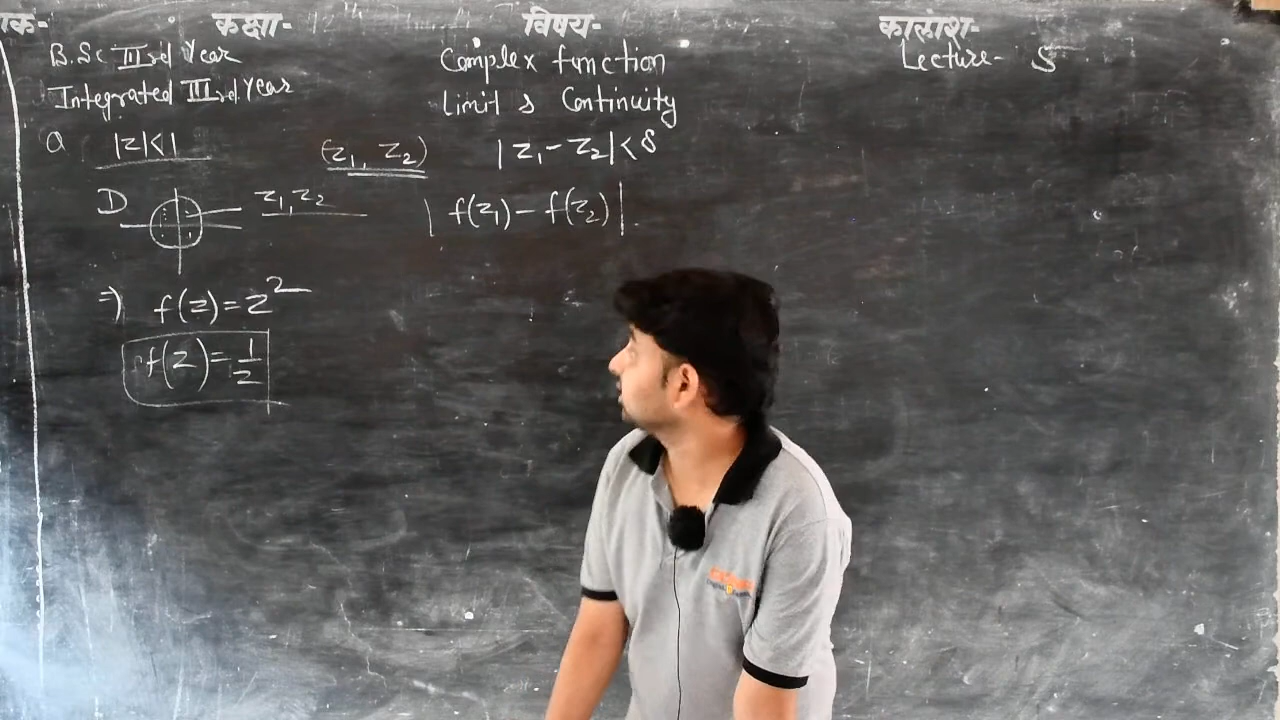 क- कक्षा- विषय- कालांश-
B.Sc IIIrd Year Complex function Lecture- 5
Integrated IIIrd Year Limit & Continuity
Q |z|<1 (z₁, z₂) |z₁-z₂|<δ
D z₁, z₂ |f(z₁)-f(z₂)|
⇒) f(z)=z²
f(z)=1/z